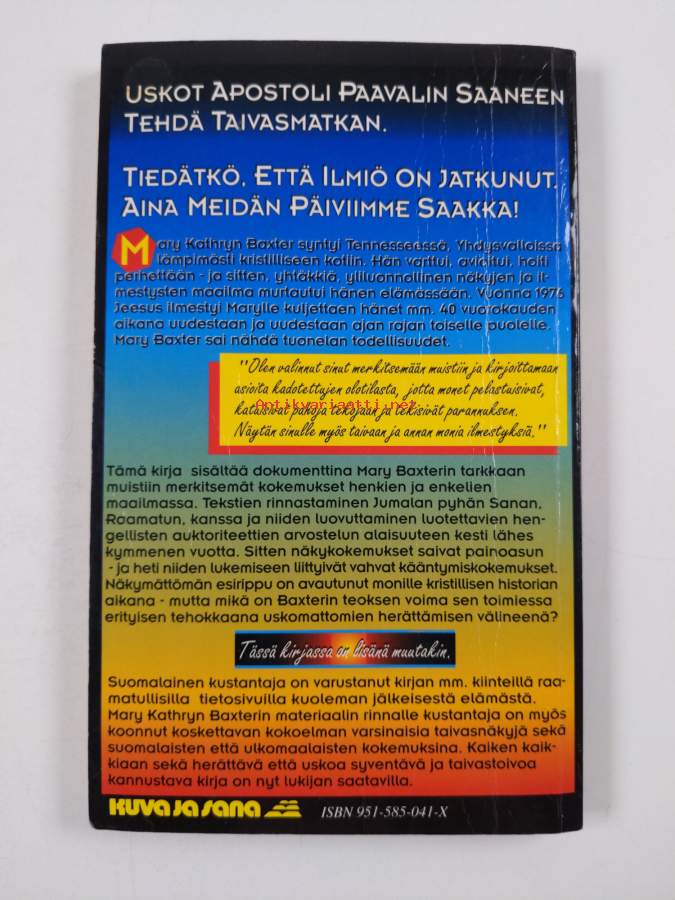 USKOT APOSTOLI PAAVALIN SAANEEN
TEHDÄ TAIVASMATKAN.
TIEDÄTKÖ, ETTÄ ILMIÖ ON JATKUNUT
AINA MEIDÄN PÄIVIIMME SAAKKA!
Mary Kathryn Baxter syntyi Tennesseessä, Yhdysvalloissa
lämpimästi kristilliseen kotiin. Hän varttui, avioitui, hoiti
perhettään - ja sitten, yhtäkkiä, yliluonnollinen näkyjen ja il-
mestysten maailma murtautui hänen elämässään. Vuonna 1976
Jeesus ilmestyi Marylle kuljettaen hänet mm. 40 vuorokauden
aikana uudestaan ja uudestaan ajan rajan toiselle puolelle.
Mary Baxter sai nähdä tuonelan todellisuudet.
"Olen valinnut sinut merkitsemään muistiin ja kirjoittamaan
asioita kadotettujen olotilasta, jotta monet pelastuisivat,
katuisivat pahoja tekojaan ja tekisivät parannuksen.
Antikvariaatti.net
Näytän sinulle myös taivaan ja annan monia ilmestyksiä."
Tämä kirja sisältää dokumenttina Mary Baxterin tarkkaan
muistiin merkitsemät kokemukset henkien ja enkelien
maailmassa. Tekstien rinnastaminen Jumalan pyhän Sanan,
Raamatun, kanssa ja niiden luovuttaminen luotettavien hen-
gellisten auktoriteettien arvostelun alaisuuteen kesti lähes
kymmenen vuotta. Sitten näkykokemukset saivat painoasun
- ja heti niiden lukemiseen liittyivät vahvat kääntymiskokemukset.
Näkymättömän esirippu on avautunut monille kristillisen historian
aikana - mutta mikä on Baxterin teoksen voima sen toimiessa
erityisen tehokkaana uskomattomien herättämisen välineenä?
Tässä kirjassa on lisänä muutakin.
Suomalainen kustantaja on varustanut kirjan mm. kiinteillä raa-
matullisilla tietosivuilla kuoleman jälkeisestä elämästä.
Mary Kathryn Baxterin materiaalin rinnalle kustantaja on myös
koonnut koskettavan kokoelman varsinaisia taivasnäkyjä sekä
suomalaisten että ulkomaalaisten kokemuksina. Kaiken kaik-
kiaan sekä herättävä että uskoa syventävä ja taivastoivoa
kannustava kirja on nyt lukijan saatavilla.
KUVA JA SANA
ISBN 951-585-041-X